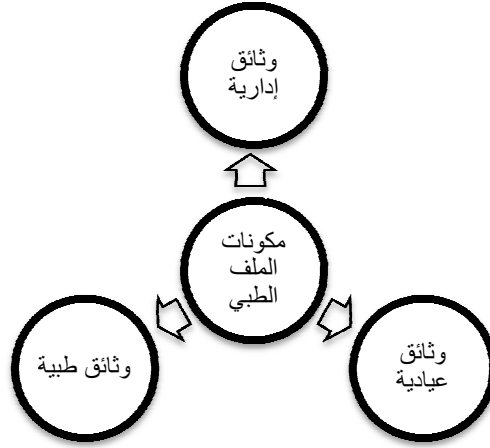 وثائق
إدارية
مكونات
الملف
الطبي
وثائق
عيادية
وثائق طبية